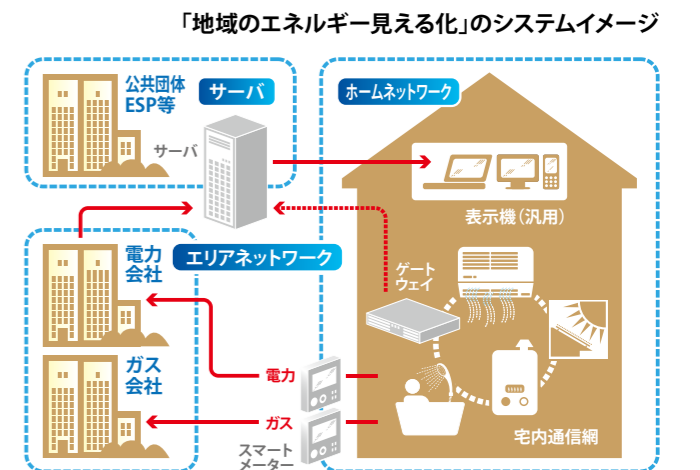 「地域のエネルギー見える化」のシステムイメージ
公共団体
ESP等
サーバ
サーバ
ホームネットワーク
表示機（汎用）
電力
会社
エリアネットワーク
ゲート
ウェイ
ガス
会社
電力
ガス
スマート
メーター
宅内通信網